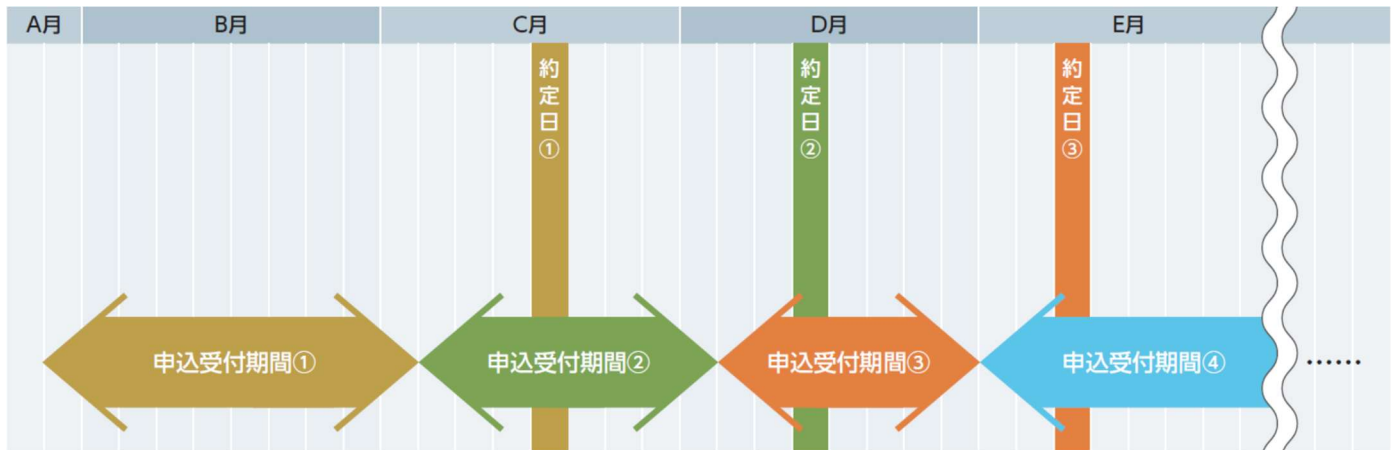 A月 B月 C月 D月 E月
約定日①
約定日②
約定日③
申込受付期間① 申込受付期間② 申込受付期間③ 申込受付期間④ ……